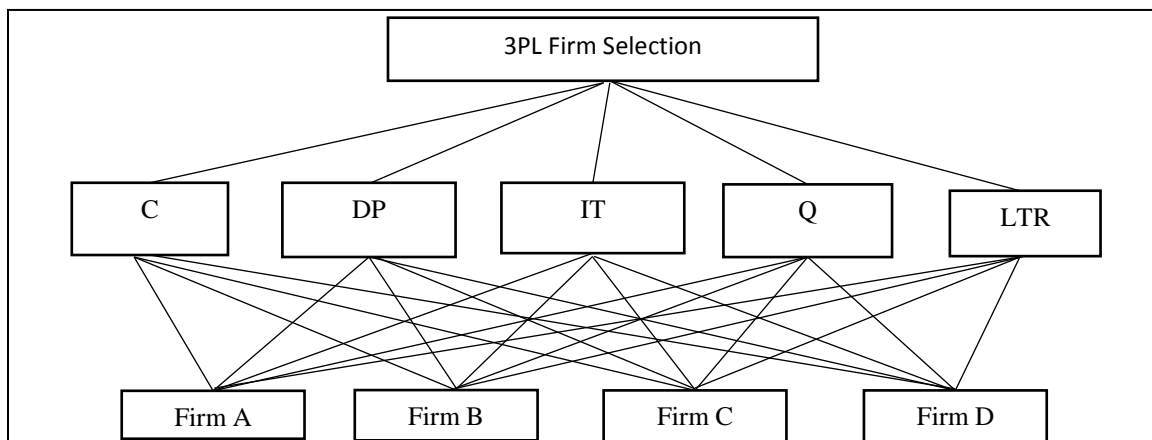 3PL Firm Selection
C DP IT Q LTR
Firm A Firm B Firm C Firm D